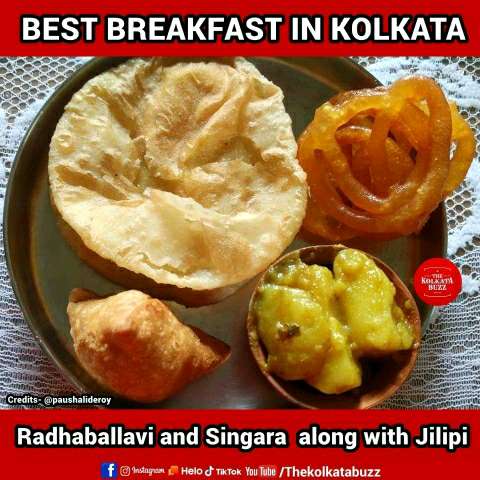 BEST BREAKFAST IN KOLKATA
THE
KOLKATA
BUZZ
Credits- @paushalideroy
Radhaballavi and Singara along with Jilipi
Instagram Helo TikTok YouTube /Thekolkatabuzz